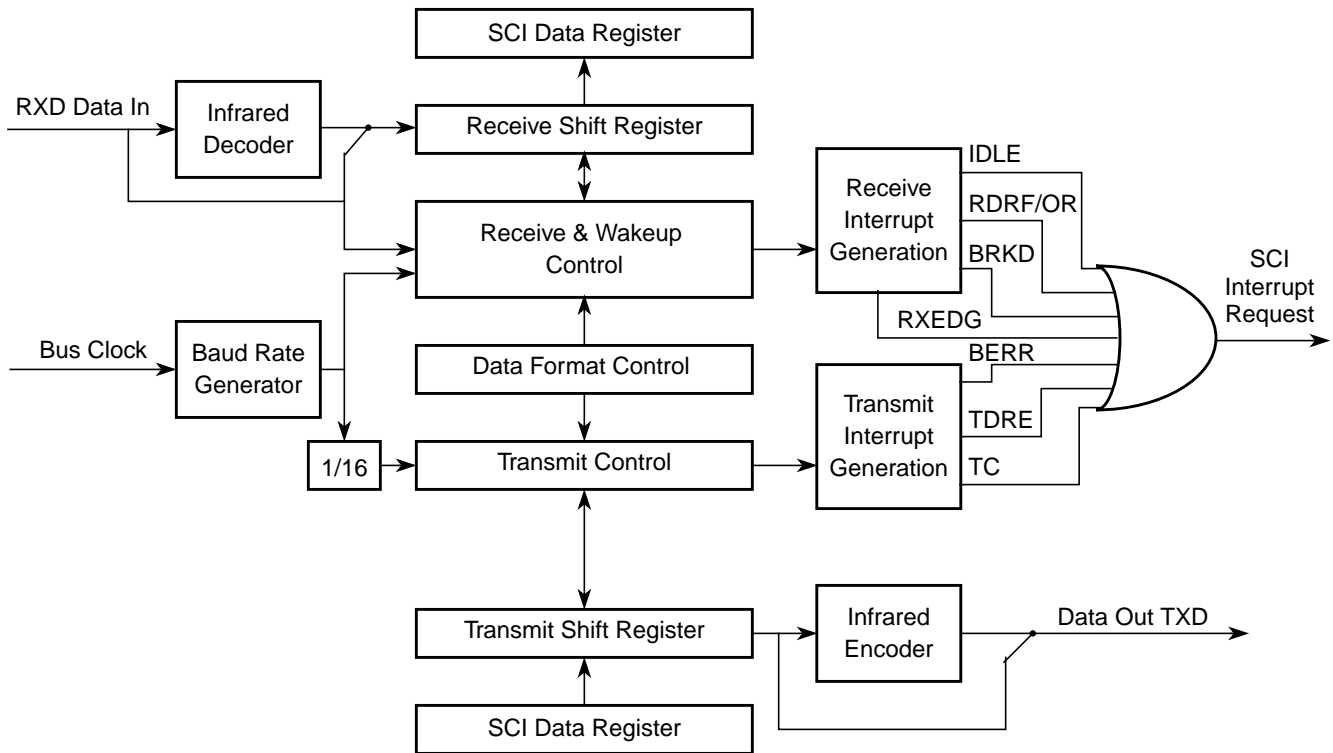 SCI Data Register
RXD Data In
Infrared
Decoder
Receive Shift Register
Receive & Wakeup
Control
Receive
Interrupt
Generation
IDLE
RDRF/OR
BRKD
RXEDG
SCI
Interrupt
Request
Bus Clock
Baud Rate
Generator
Data Format Control
BERR
Transmit
Interrupt
Generation
TDRE
TC
1/16
Transmit Control
Transmit Shift Register
Infrared
Encoder
Data Out TXD
SCI Data Register